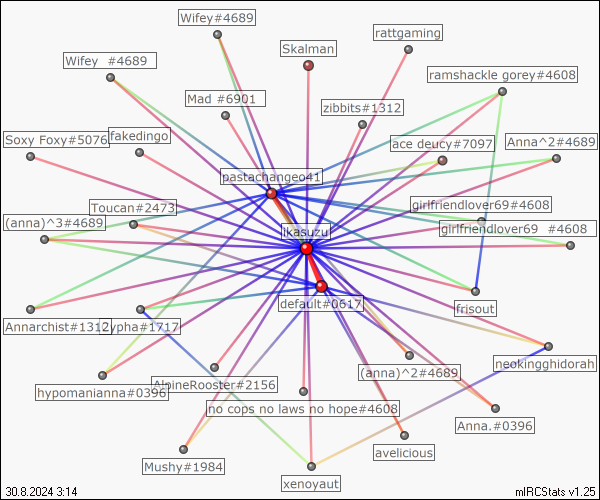 Wifey#4689
Skalman
rattgaming
Wifey  #4689
ramshackle gorey#4608
Mad #6901
zibbits#1312
Soxy Foxy#5076
fakedingo
ace deucy#7097
Anna^2#4689
pastachangeo41
Toucan#2473
girlfriendlover69#4608
(anna)^3#4689
ikasuzu
girlfriendlover69  #4608
default#0617
frisout
Annarchist#1312
ypha#1717
neokingghidorah
(anna)^2#4689
hypomanianna#0396
AlpineRooster#2156
no cops no laws no hope#4608
Anna.#0396
avelicious
Mushy#1984
xenoyaut
30.8.2024 3:14
mIRCStats v1.25